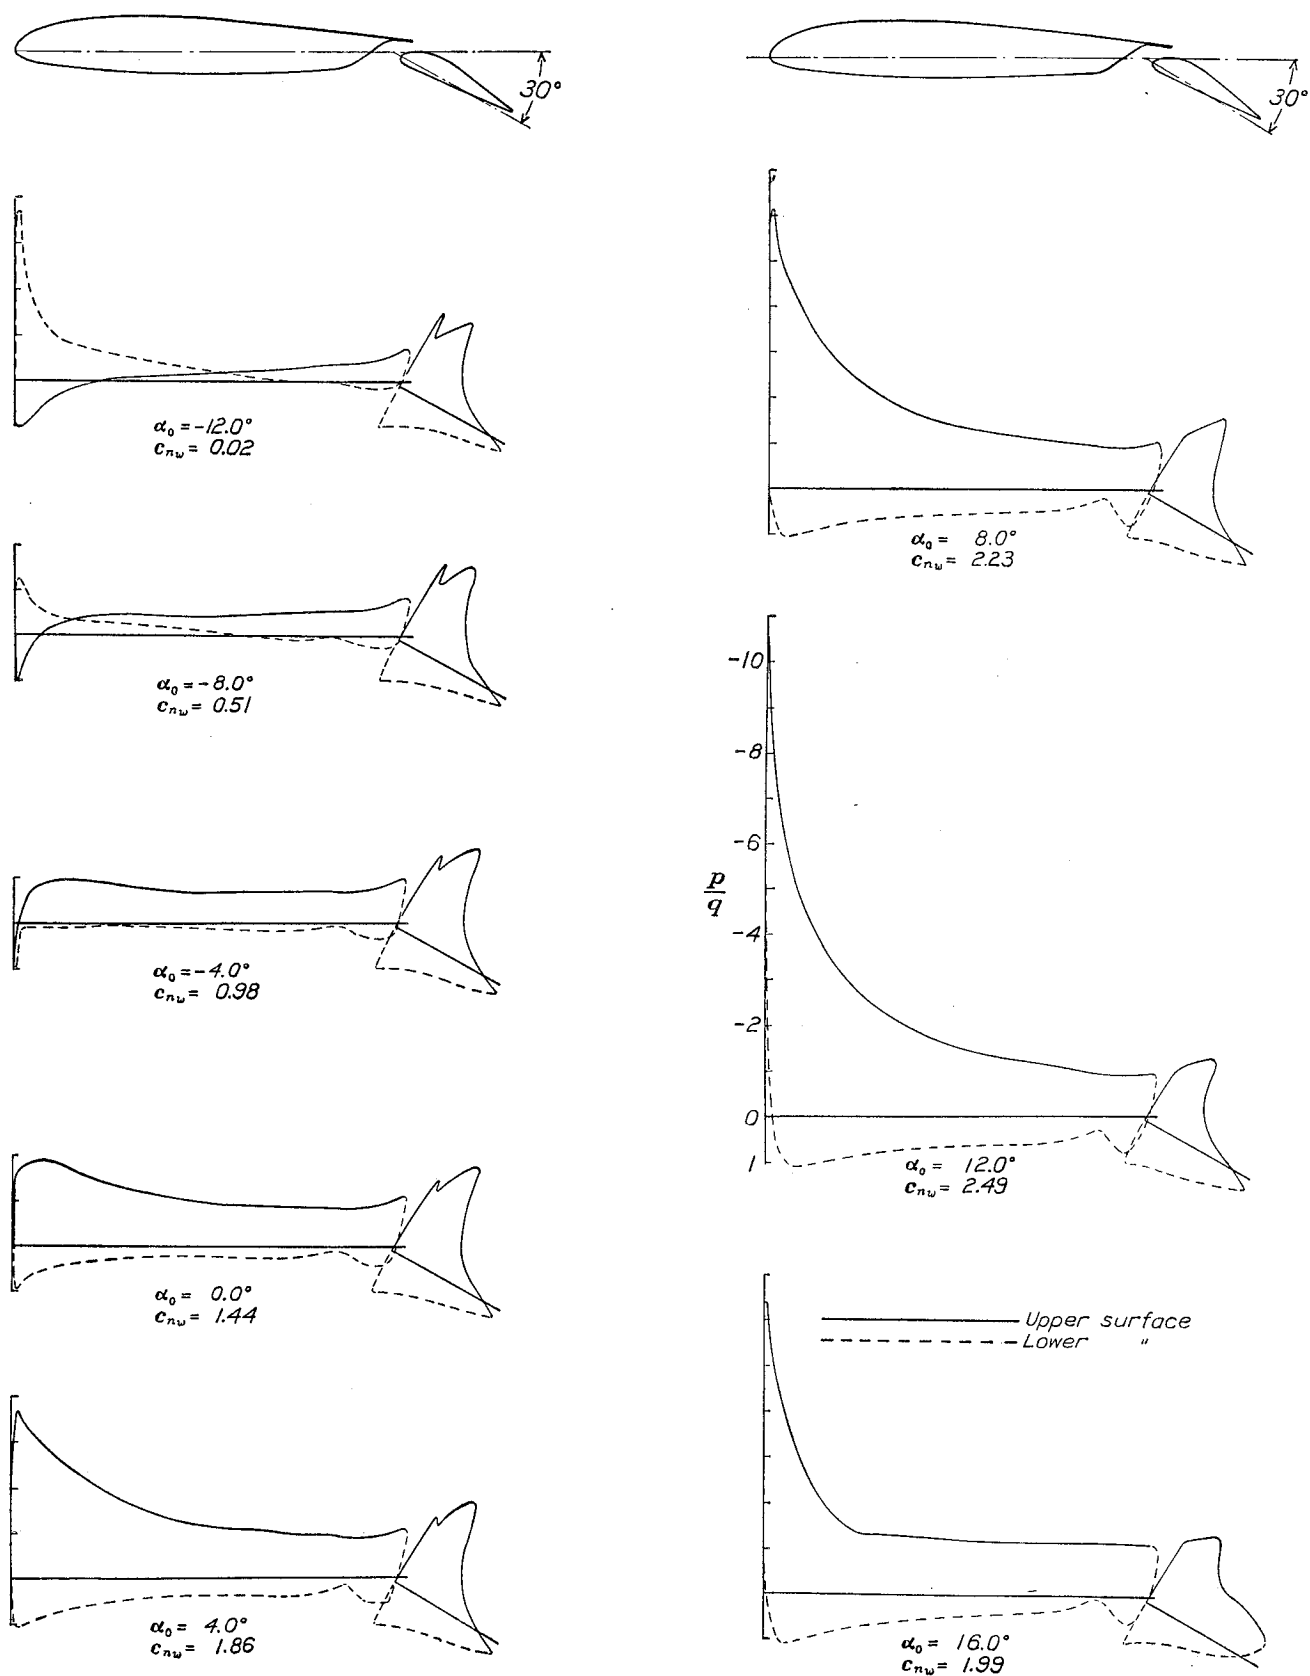 30°
α₀ = -12.0°
cₙw = 0.02
α₀ = -8.0°
cₙw = 0.51
α₀ = -4.0°
cₙw = 0.98
α₀ = 0.0°
cₙw = 1.44
α₀ = 4.0°
cₙw = 1.86
30°
α₀ = 8.0°
cₙw = 2.23
-10
-8
-6
p
q
-4
-2
0
1
α₀ = 12.0°
cₙw = 2.49
Upper surface
Lower "
α₀ = 16.0°
cₙw = 1.99